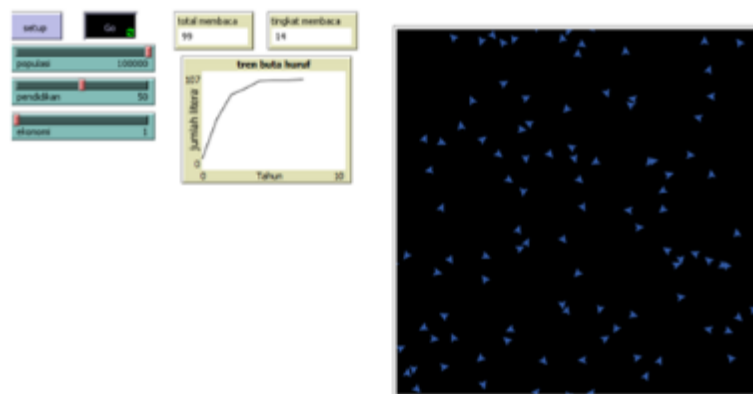 setup
Go
total membaca
99
tingkat membaca
14
populasi 100000
pendidikan 50
ekonomi 1
tren buta huruf
107
jumlah litera
0
0 Tahun 10